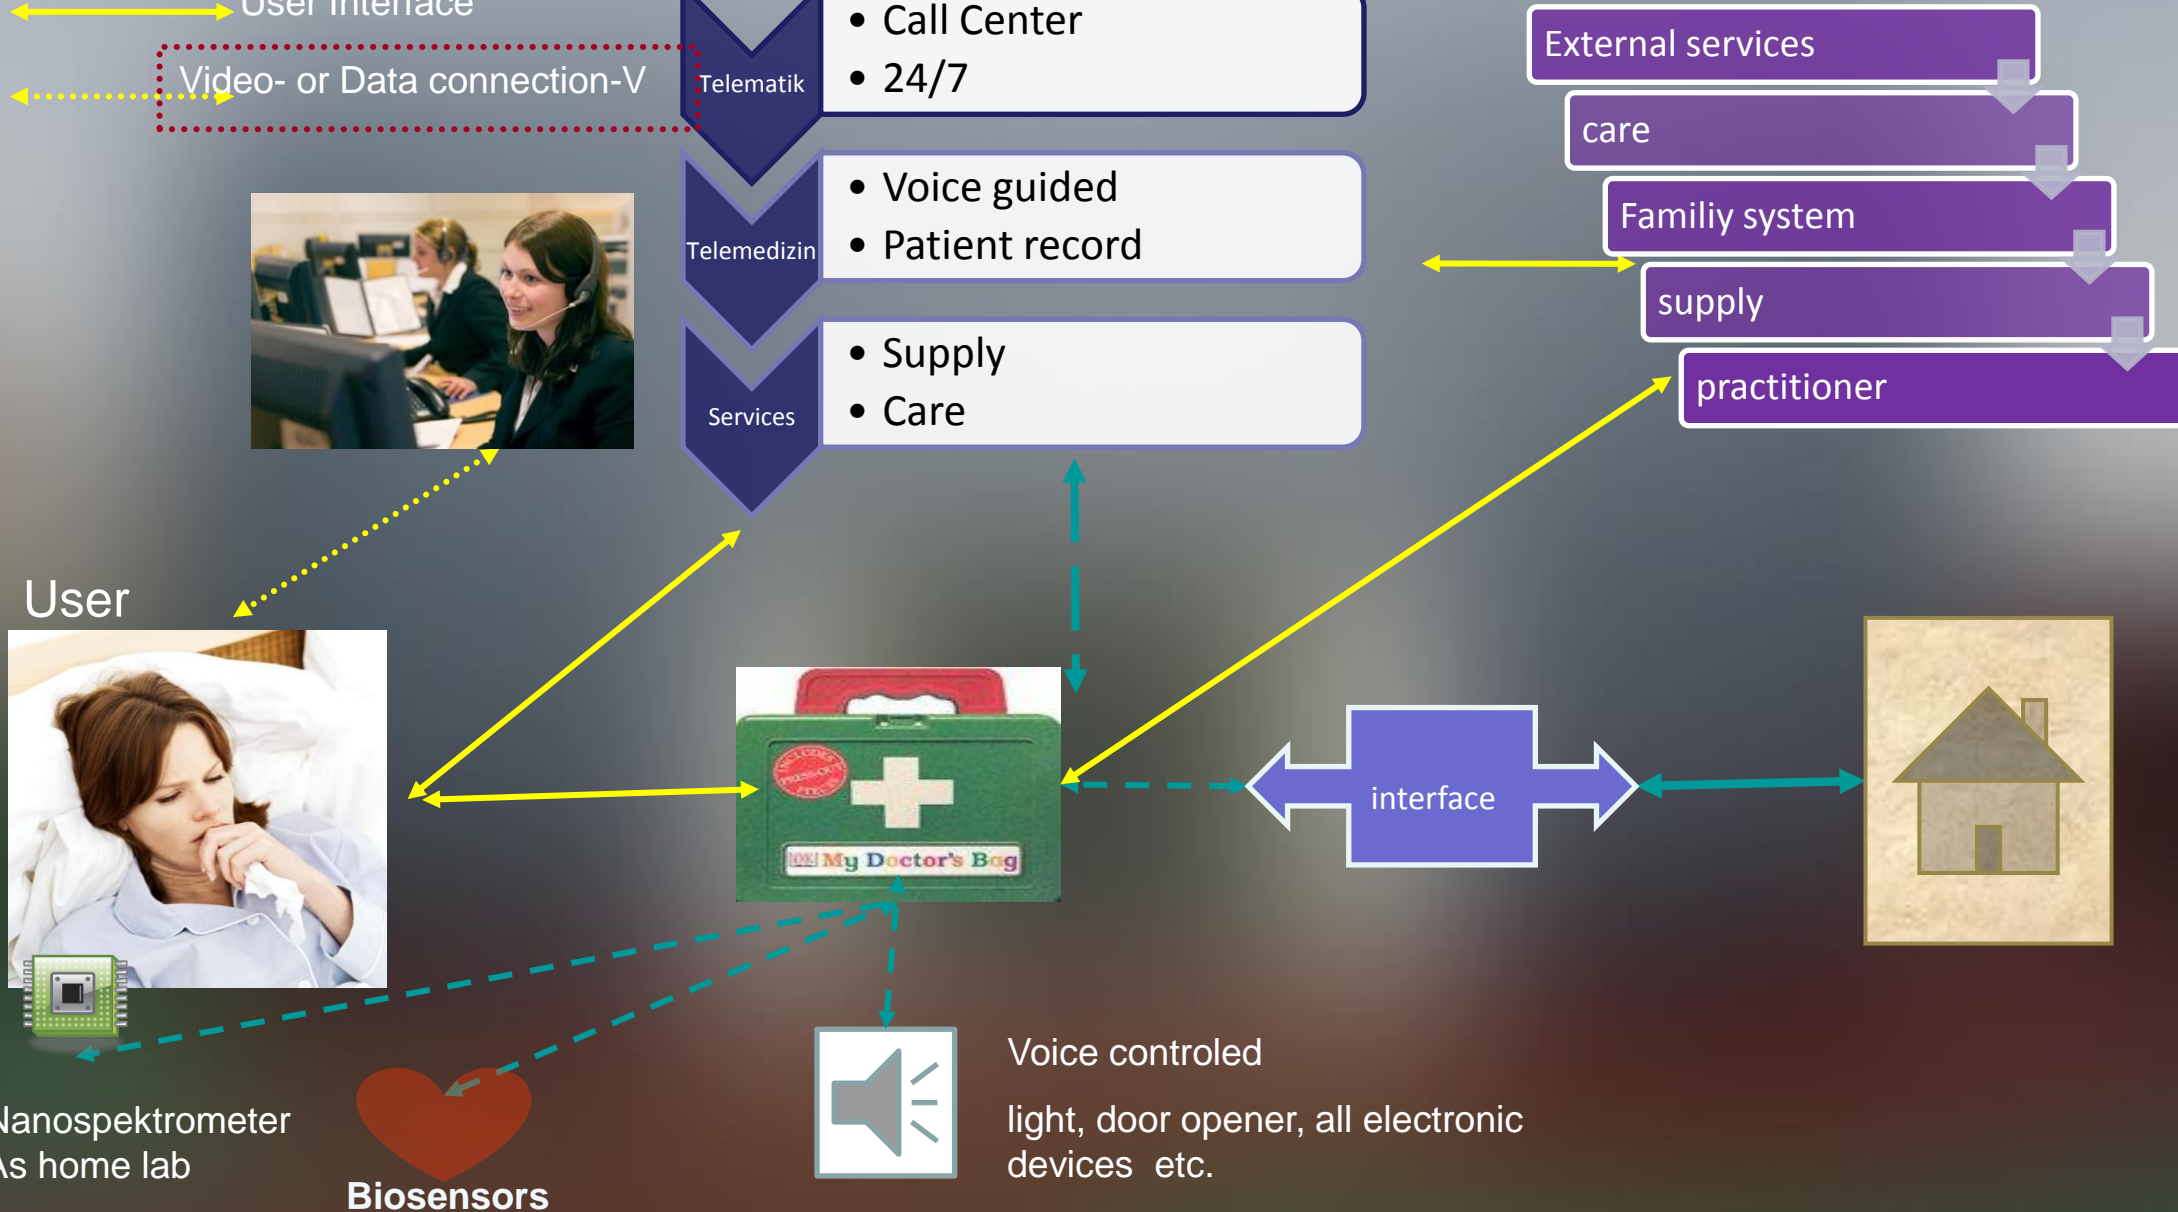 User Interface
Video- or Data connection-V
Telematik
• Call Center
• 24/7
Telemedizin
• Voice guided
• Patient record
Services
• Supply
• Care
External services
care
Familiy system
supply
practitioner
User
My Doctor's Bag
interface
Voice controled
light, door opener, all electronic
devices etc.
Nanospektrometer
As home lab
Biosensors